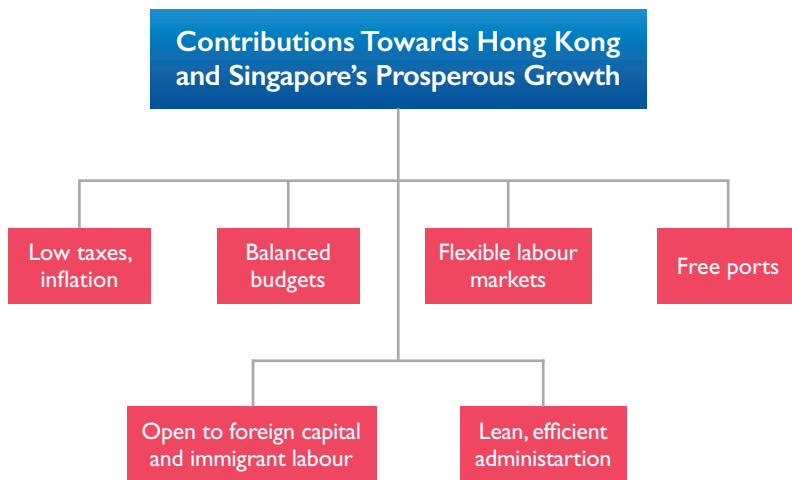 Contributions Towards Hong Kong
and Singapore’s Prosperous Growth
Low taxes,
inflation
Balanced
budgets
Flexible labour
markets
Free ports
Open to foreign capital
and immigrant labour
Lean, efficient
administartion